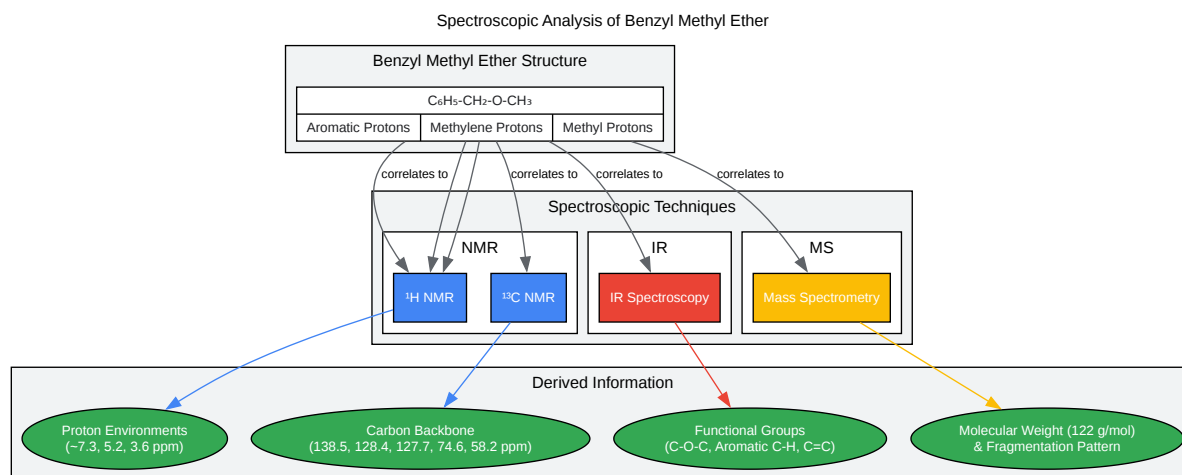 Spectroscopic Analysis of Benzyl Methyl Ether
Benzyl Methyl Ether Structure
C₆H₅-CH₂-O-CH₃
Aromatic Protons
Methylene Protons
Methyl Protons
correlates to
correlates to
correlates to
correlates to
Spectroscopic Techniques
NMR
IR
MS
¹H NMR
¹³C NMR
IR Spectroscopy
Mass Spectrometry
Derived Information
Proton Environments
(~7.3, 5.2, 3.6 ppm)
Carbon Backbone
(138.5, 128.4, 127.7, 74.6, 58.2 ppm)
Functional Groups
(C-O-C, Aromatic C-H, C=C)
Molecular Weight (122 g/mol)
& Fragmentation Pattern